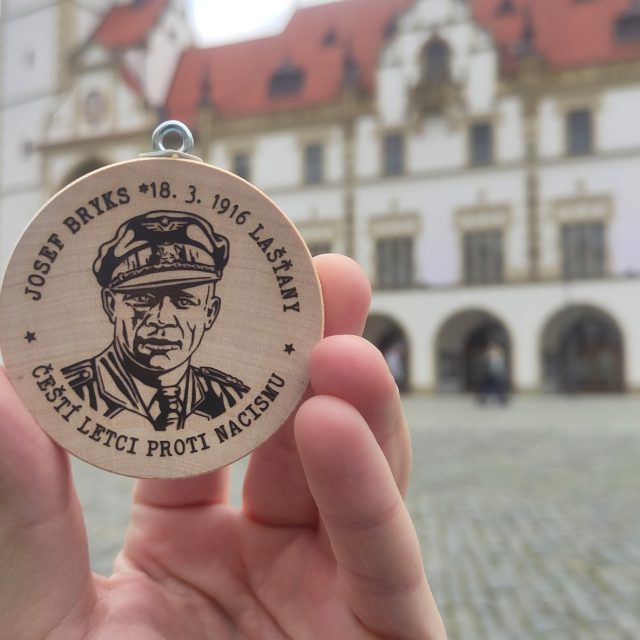 JOSEF BRYKS *18. 3. 1916 LAŠŤANY
ČEŠTÍ LETCI PROTI NACISMU